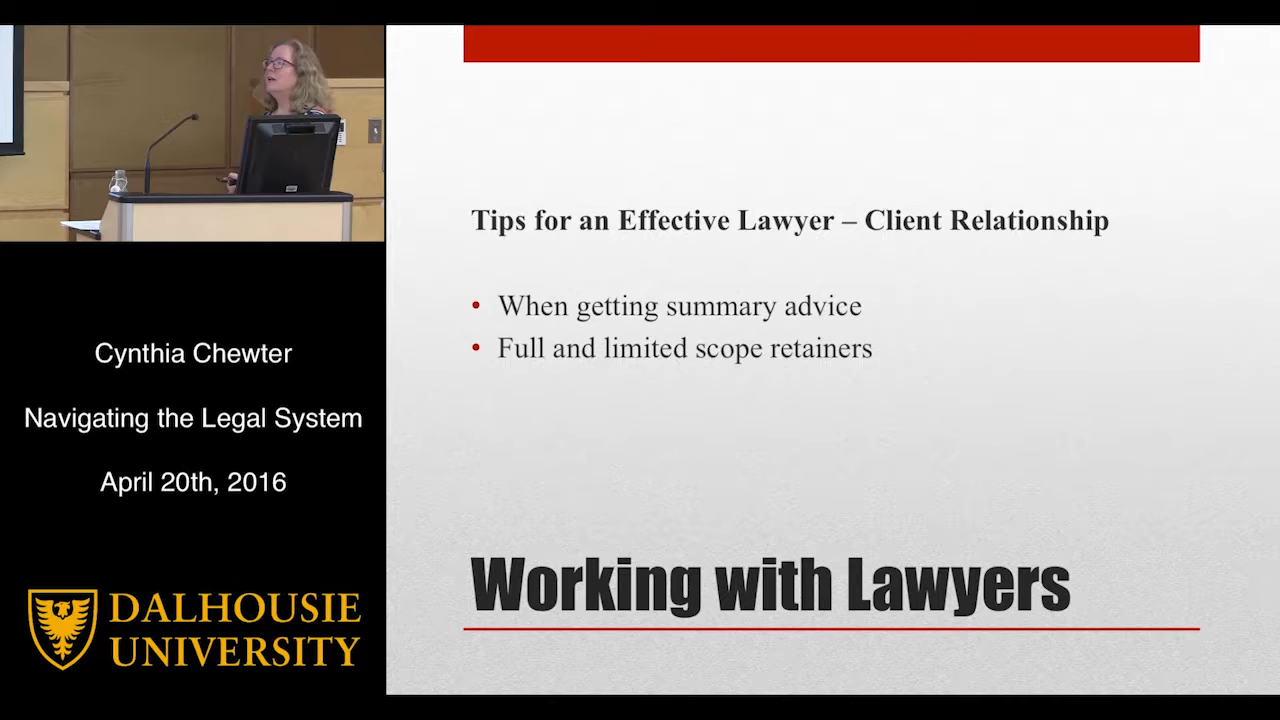 Cynthia Chewter
Navigating the Legal System
April 20th, 2016
DALHOUSIE
UNIVERSITY
Tips for an Effective Lawyer – Client Relationship
• When getting summary advice
• Full and limited scope retainers
Working with Lawyers